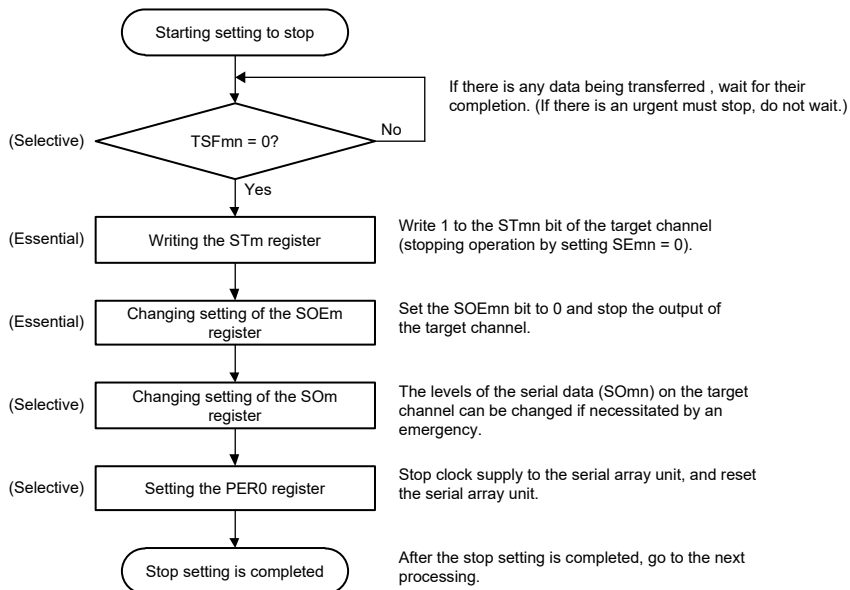 Starting setting to stop
If there is any data being transferred , wait for their
completion. (If there is an urgent must stop, do not wait.)
(Selective)
TSFmn = 0?
No
Yes
(Essential)
Writing the STm register
Write 1 to the STmn bit of the target channel
(stopping operation by setting SEmn = 0).
(Essential)
Changing setting of the SOEm
register
Set the SOEmn bit to 0 and stop the output of
the target channel.
(Selective)
Changing setting of the SOm
register
The levels of the serial data (SOmn) on the target
channel can be changed if necessitated by an
emergency.
(Selective)
Setting the PER0 register
Stop clock supply to the serial array unit, and reset
the serial array unit.
Stop setting is completed
After the stop setting is completed, go to the next
processing.